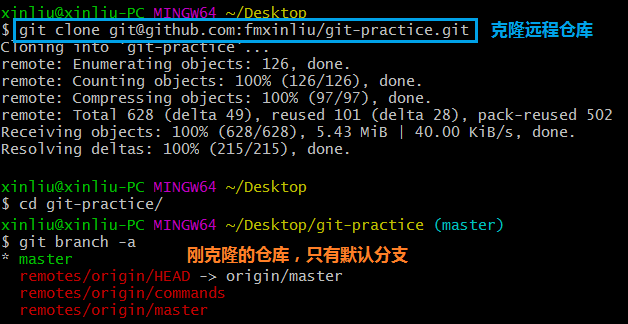 xinliu@xinliu-PC MINGW64 ~/Desktop
$ git clone git@github.com:fmxinliu/git-practice.git 克隆远程仓库
Cloning into 'git-practice'...
remote: Enumerating objects: 126, done.
remote: Counting objects: 100% (126/126), done.
remote: Compressing objects: 100% (97/97), done.
remote: Total 628 (delta 49), reused 101 (delta 28), pack-reused 502
Receiving objects: 100% (628/628), 5.43 MiB | 40.00 KiB/s, done.
Resolving deltas: 100% (215/215), done.
xinliu@xinliu-PC MINGW64 ~/Desktop
$ cd git-practice/
xinliu@xinliu-PC MINGW64 ~/Desktop/git-practice (master)
$ git branch -a
刚克隆的仓库，只有默认分支
* master
remotes/origin/HEAD -> origin/master
remotes/origin/commands
remotes/origin/master